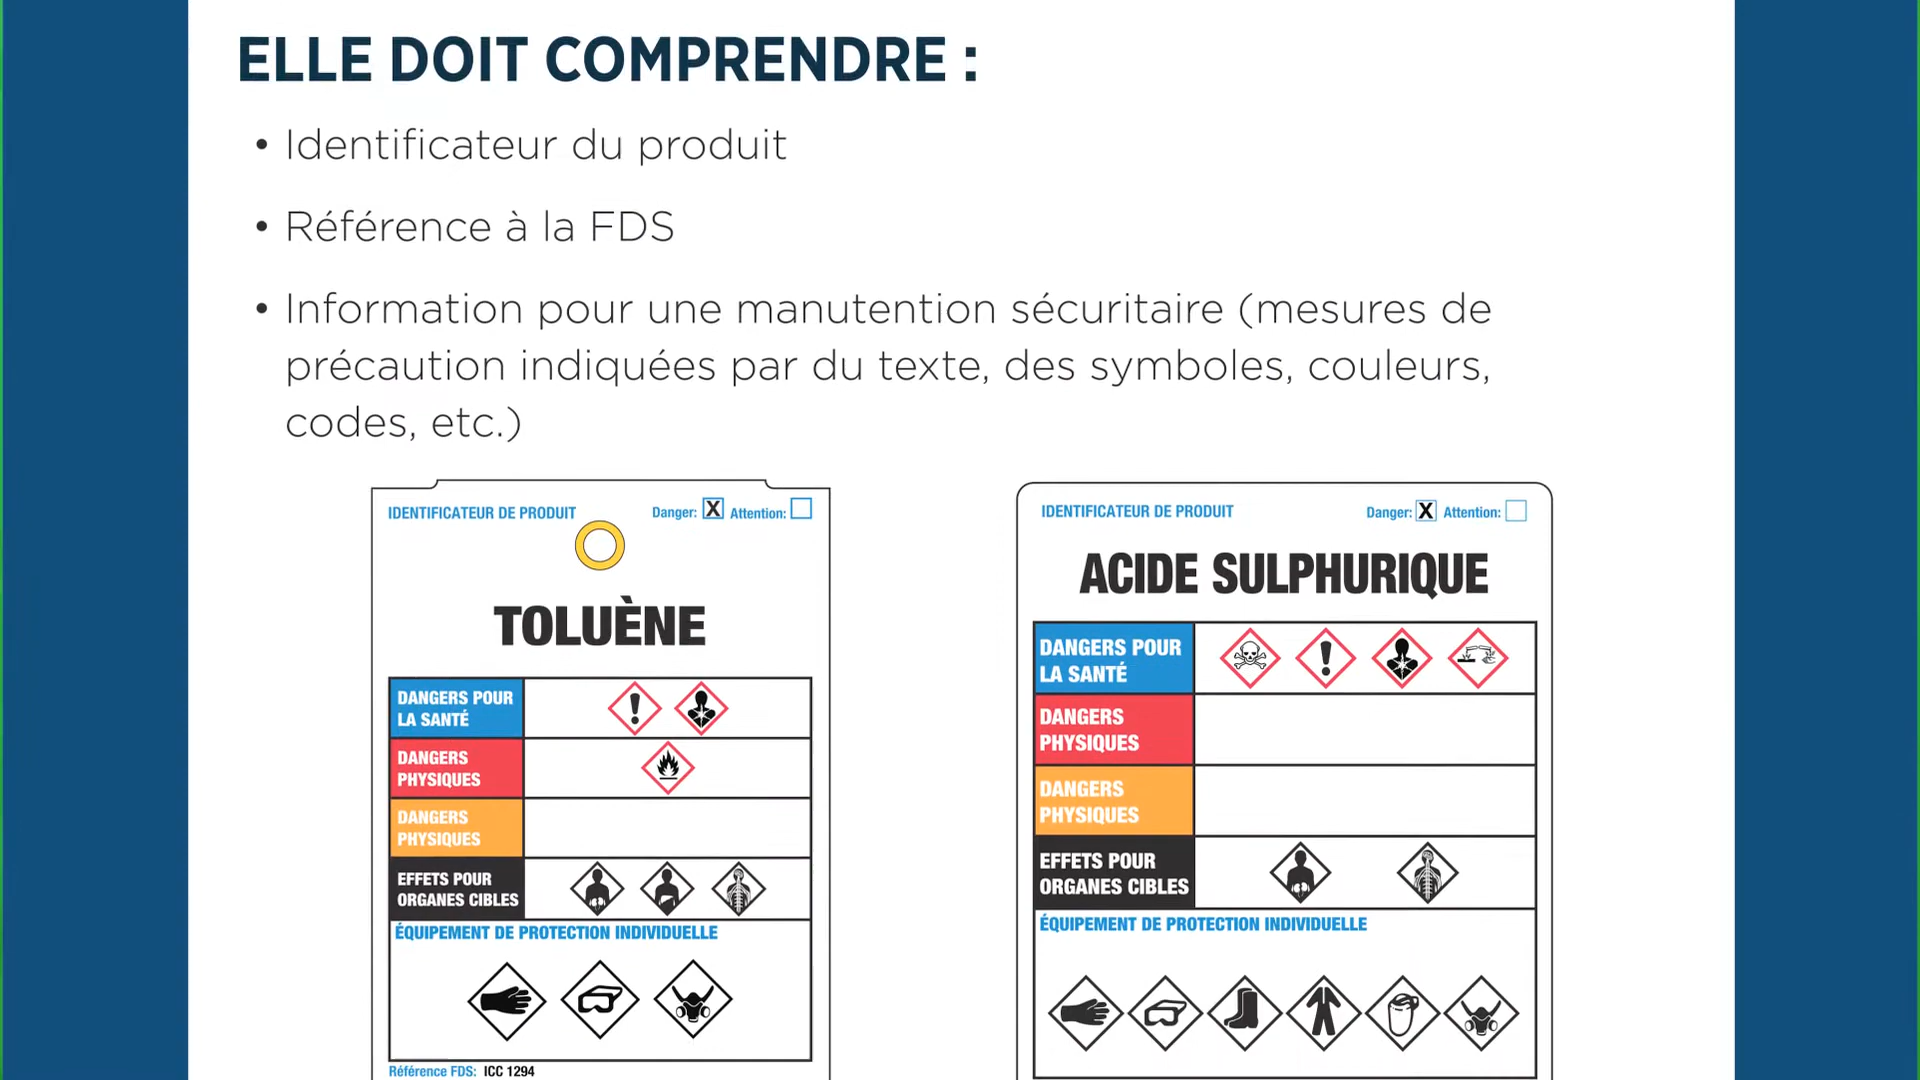 ELLE DOIT COMPRENDRE :
• Identificateur du produit
• Référence à la FDS
• Information pour une manutention sécuritaire (mesures de
précaution indiquées par du texte, des symboles, couleurs,
codes, etc.)
IDENTIFICATEUR DE PRODUIT Danger: X Attention:
TOLUÈNE
DANGERS POUR
LA SANTÉ
DANGERS
PHYSIQUES
DANGERS
PHYSIQUES
EFFETS POUR
ORGANES CIBLES
ÉQUIPEMENT DE PROTECTION INDIVIDUELLE
Référence FDS: ICC 1294
IDENTIFICATEUR DE PRODUIT Danger: X Attention:
ACIDE SULPHURIQUE
DANGERS POUR
LA SANTÉ
DANGERS
PHYSIQUES
DANGERS
PHYSIQUES
EFFETS POUR
ORGANES CIBLES
ÉQUIPEMENT DE PROTECTION INDIVIDUELLE